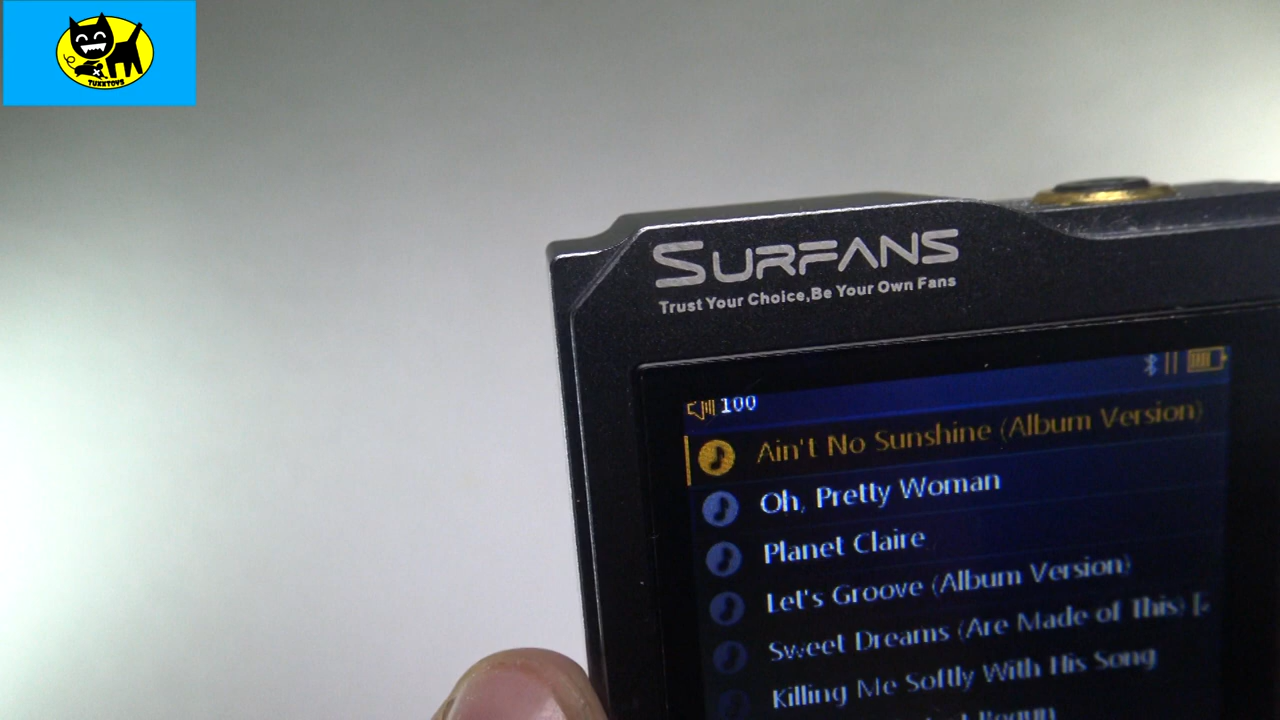 TUKKTOYS
SURFANS
Trust Your Choice,Be Your Own Fans
100
Ain't No Sunshine (Album Version)
Oh, Pretty Woman
Planet Claire
Let's Groove (Album Version)
Sweet Dreams (Are Made of This) [
Killing Me Softly With His Song